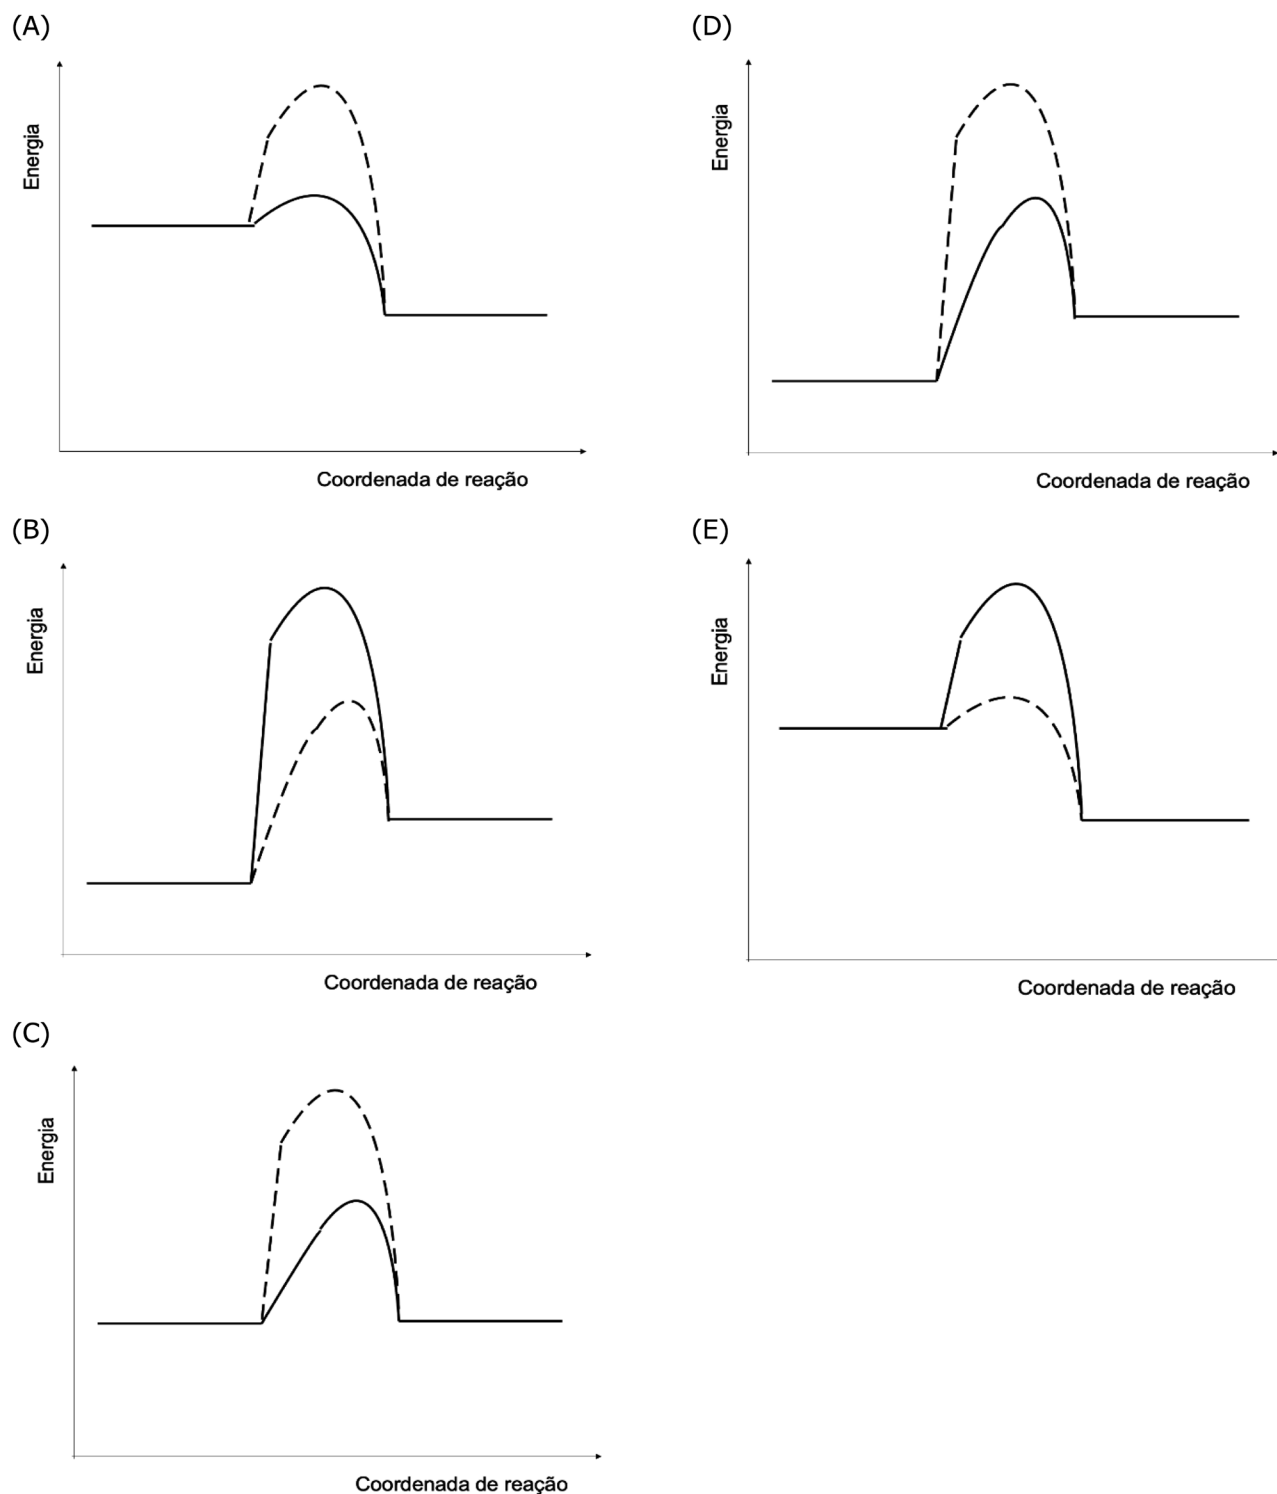 (A)
Energia
Coordenada de reação
(B)
Energia
Coordenada de reação
(C)
Energia
Coordenada de reação
(D)
Energia
Coordenada de reação
(E)
Energia
Coordenada de reação